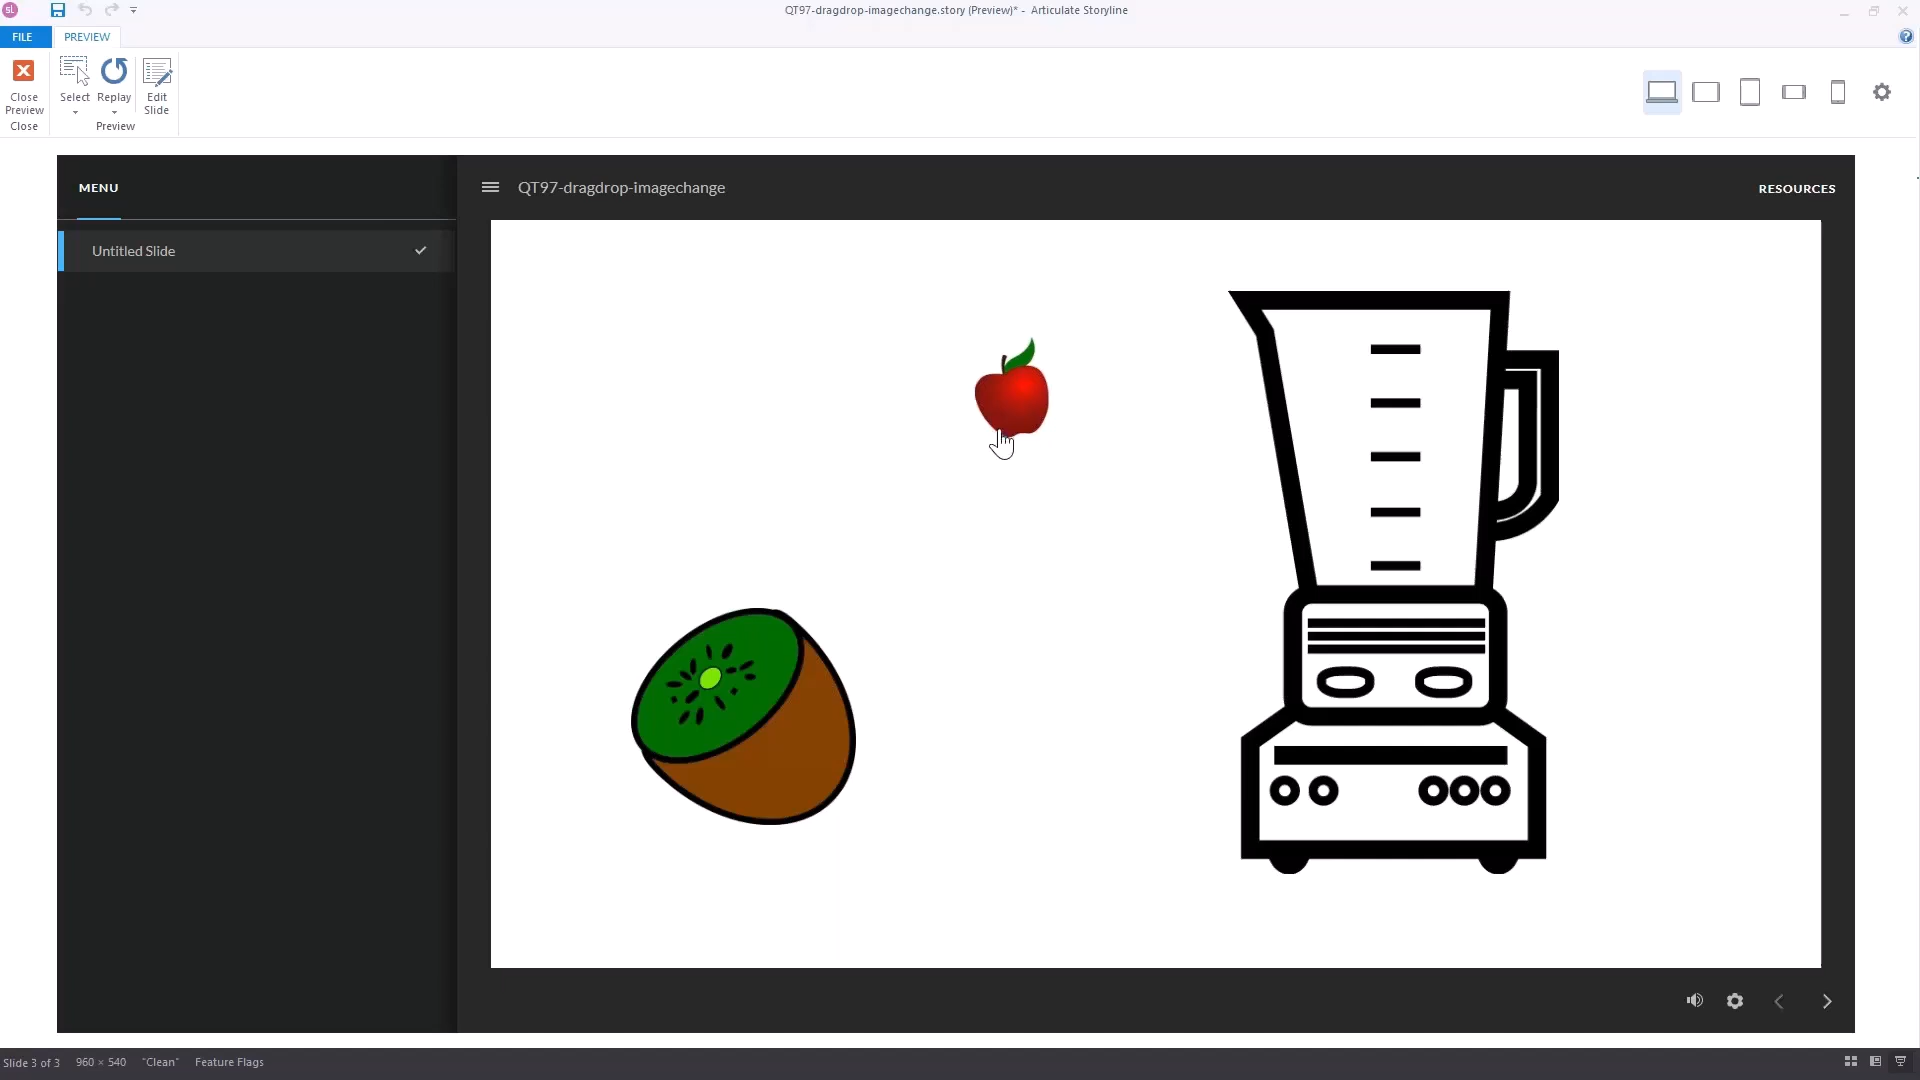 SL
QT97-dragdrop-imagechange.story (Preview)* - Articulate Storyline
FILE
PREVIEW
Close Preview
Select
Replay
Edit Slide
Close
Preview
MENU
QT97-dragdrop-imagechange
RESOURCES
Untitled Slide
Slide 3 of 3
960 × 540
"Clean"
Feature Flags